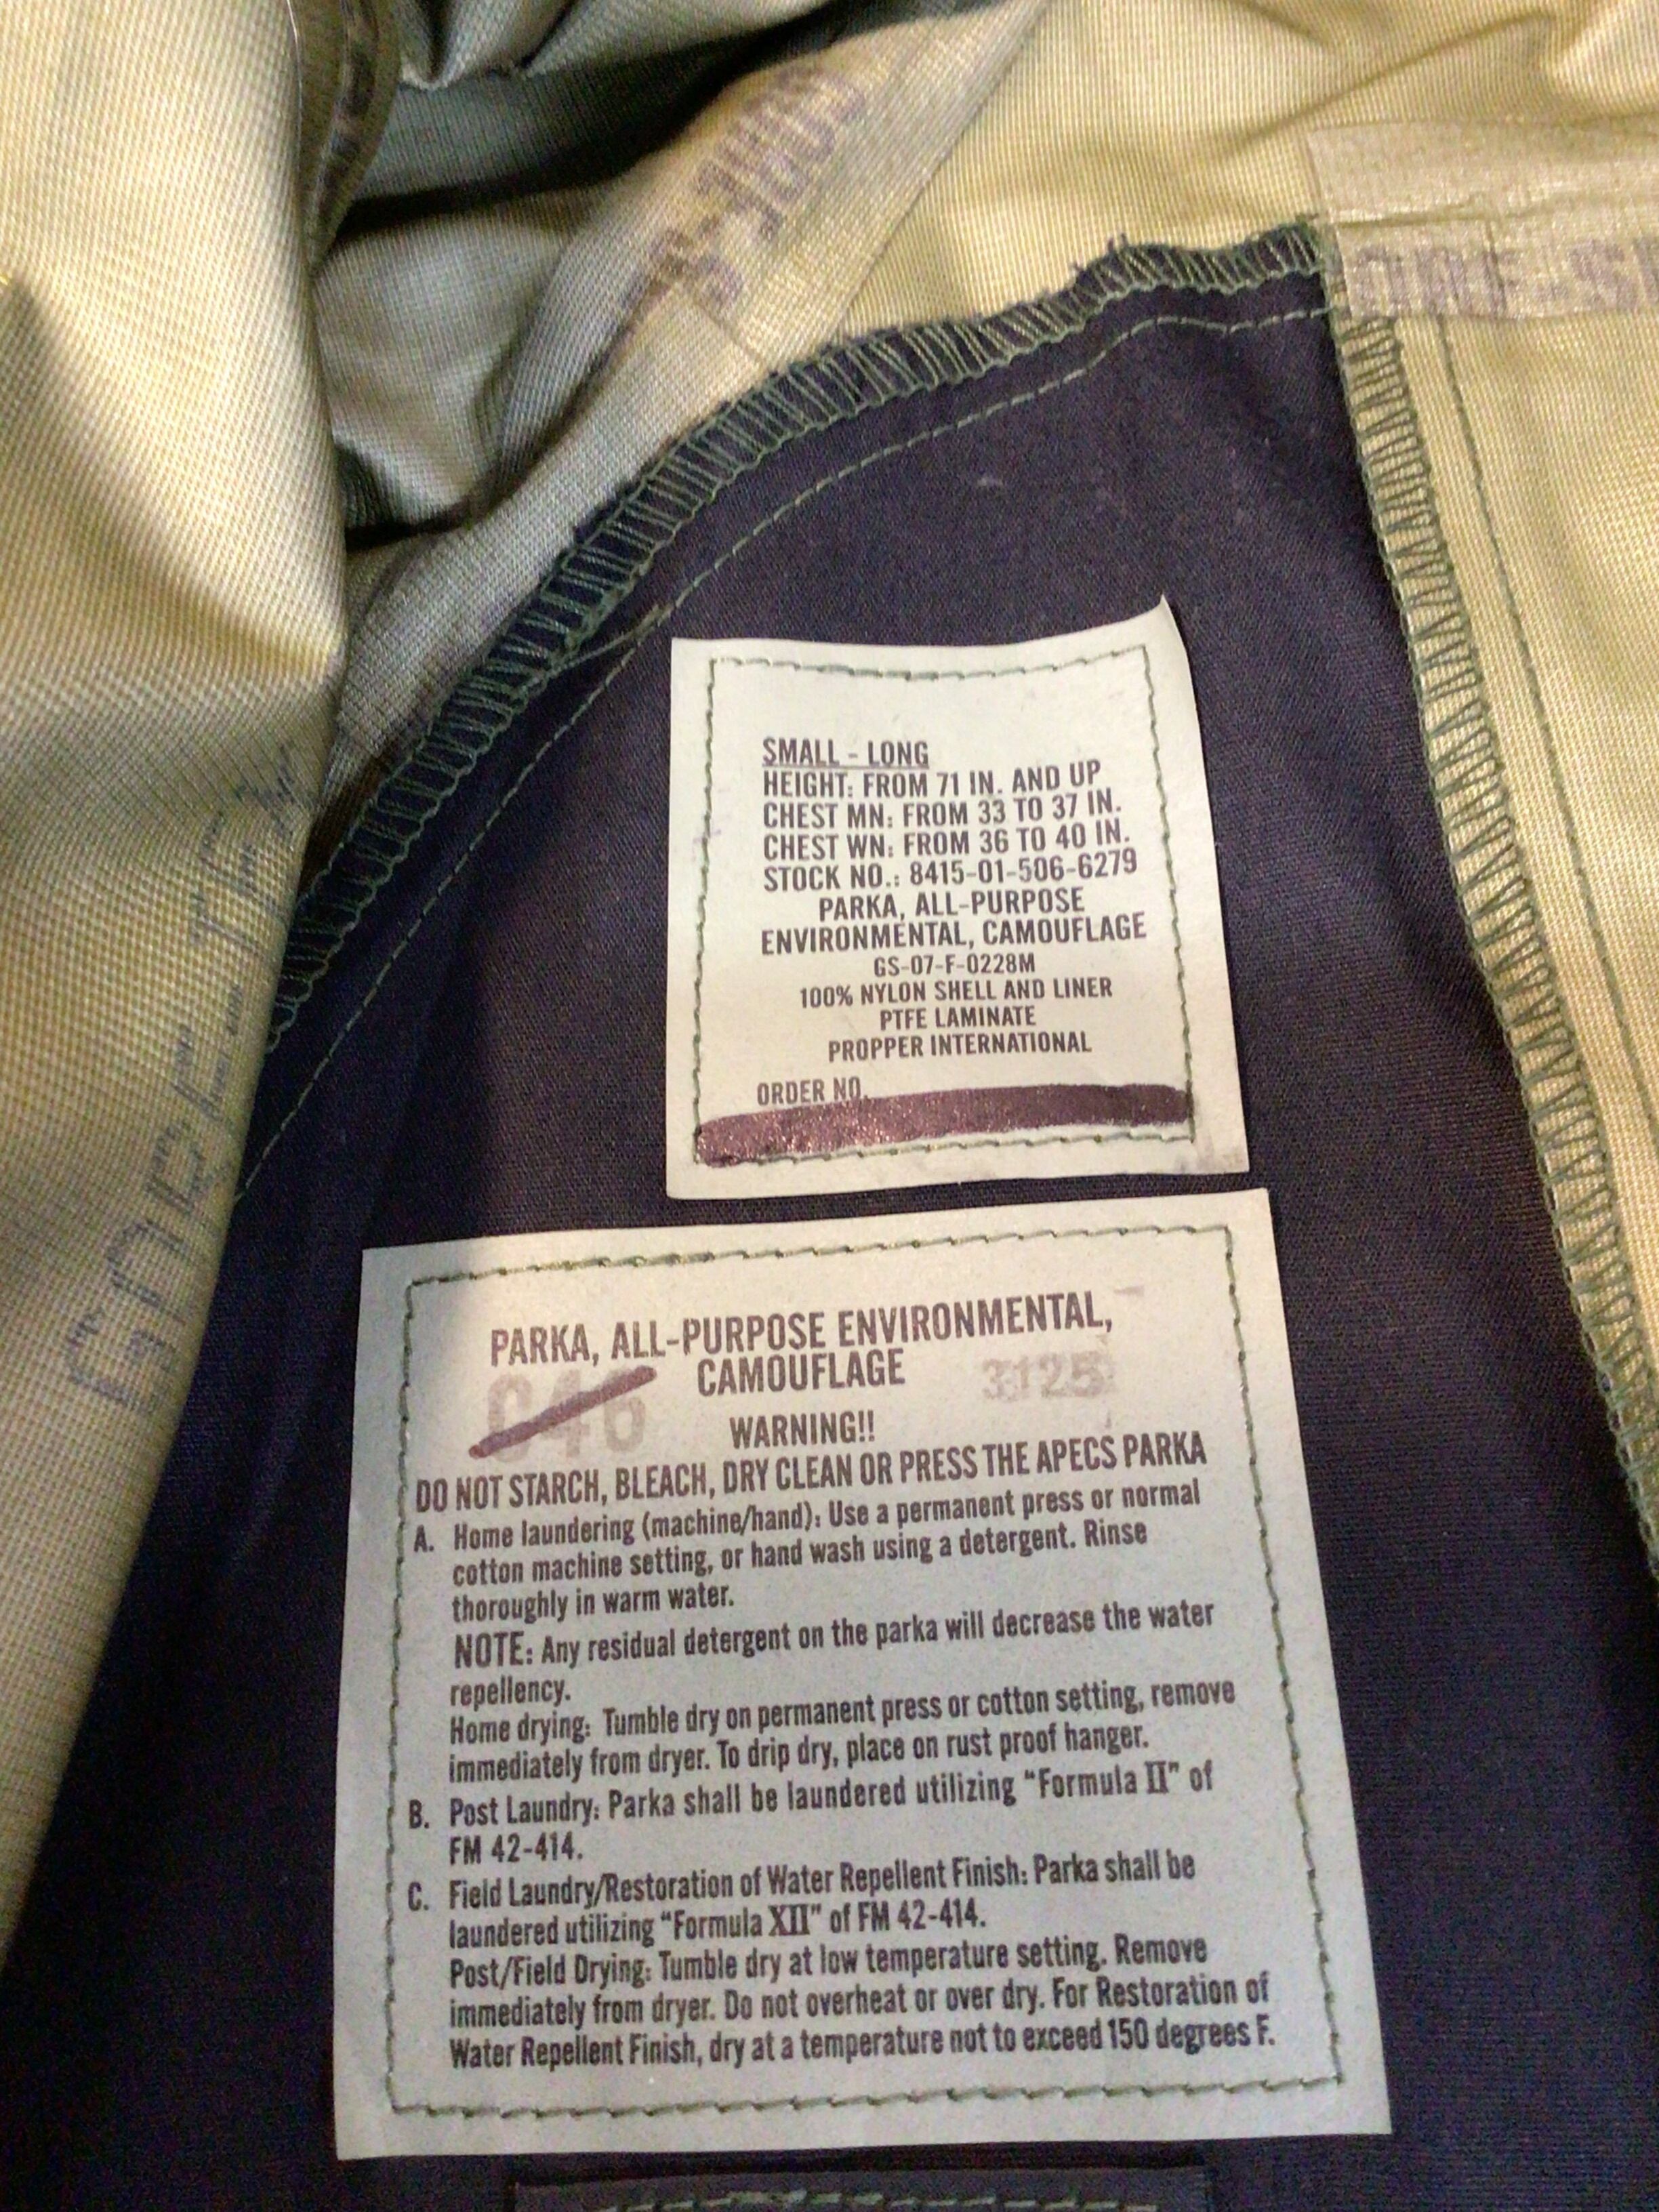 GORE-TEX
SMALL - LONG
HEIGHT: FROM 71 IN. AND UP
CHEST MN: FROM 33 TO 37 IN.
CHEST WN: FROM 36 TO 40 IN.
STOCK NO.: 8415-01-506-6279
PARKA, ALL-PURPOSE
ENVIRONMENTAL, CAMOUFLAGE
GS-07-F-0228M
100% NYLON SHELL AND LINER
PTFE LAMINATE
PROPPER INTERNATIONAL
ORDER NO.
PARKA, ALL-PURPOSE ENVIRONMENTAL,
CAMOUFLAGE
3125
WARNING!!
DO NOT STARCH, BLEACH, DRY CLEAN OR PRESS THE APECS PARKA
A. Home laundering (machine/hand): Use a permanent press or normal
cotton machine setting, or hand wash using a detergent. Rinse
thoroughly in warm water.
NOTE: Any residual detergent on the parka will decrease the water
repellency.
Home drying: Tumble dry on permanent press or cotton setting, remove
immediately from dryer. To drip dry, place on rust proof hanger.
B. Post Laundry: Parka shall be laundered utilizing "Formula II" of
FM 42-414.
C. Field Laundry/Restoration of Water Repellent Finish: Parka shall be
laundered utilizing "Formula XII" of FM 42-414.
Post/Field Drying: Tumble dry at low temperature setting. Remove
immediately from dryer. Do not overheat or over dry. For Restoration of
Water Repellent Finish, dry at a temperature not to exceed 150 degrees F.